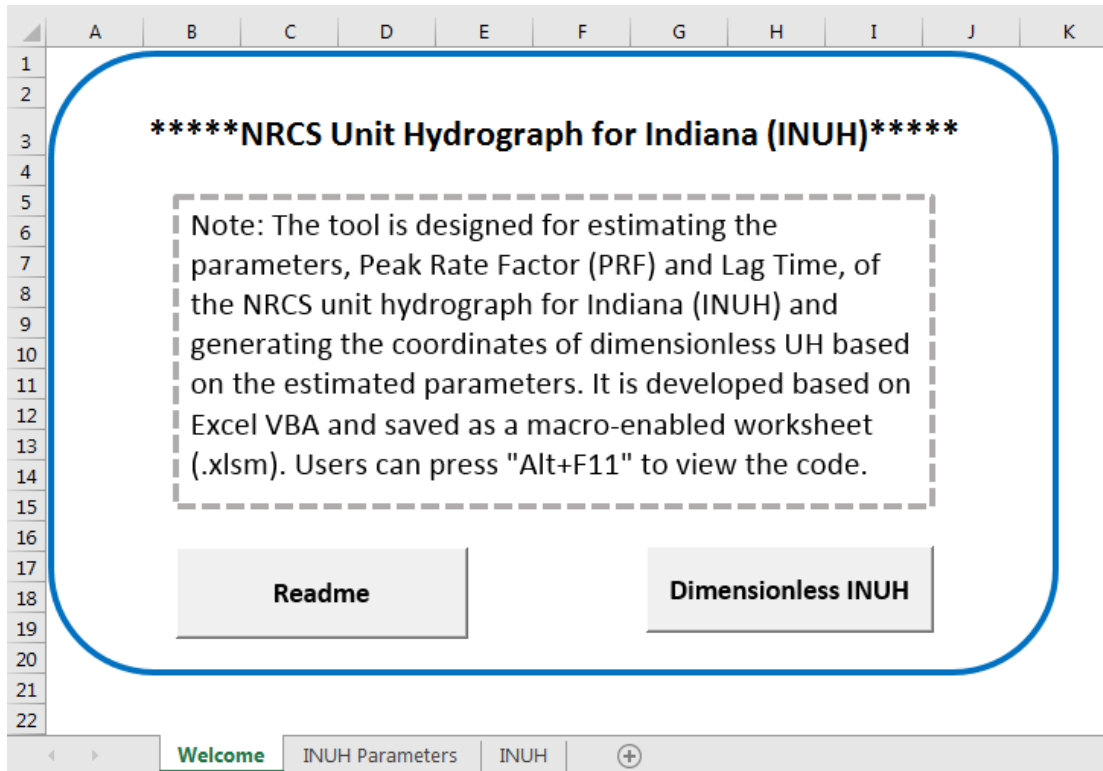 A B C D E F G H I J K
1
2
3
*****NRCS Unit Hydrograph for Indiana (INUH)*****
4
5
6
7
8
9
10
11
12
13
14
15
Note: The tool is designed for estimating the
parameters, Peak Rate Factor (PRF) and Lag Time, of
the NRCS unit hydrograph for Indiana (INUH) and
generating the coordinates of dimensionless UH based
on the estimated parameters. It is developed based on
Excel VBA and saved as a macro-enabled worksheet
(.xlsm). Users can press "Alt+F11" to view the code.
16
17
18
19
20
21
22
Readme Dimensionless INUH
Welcome INUH Parameters INUH